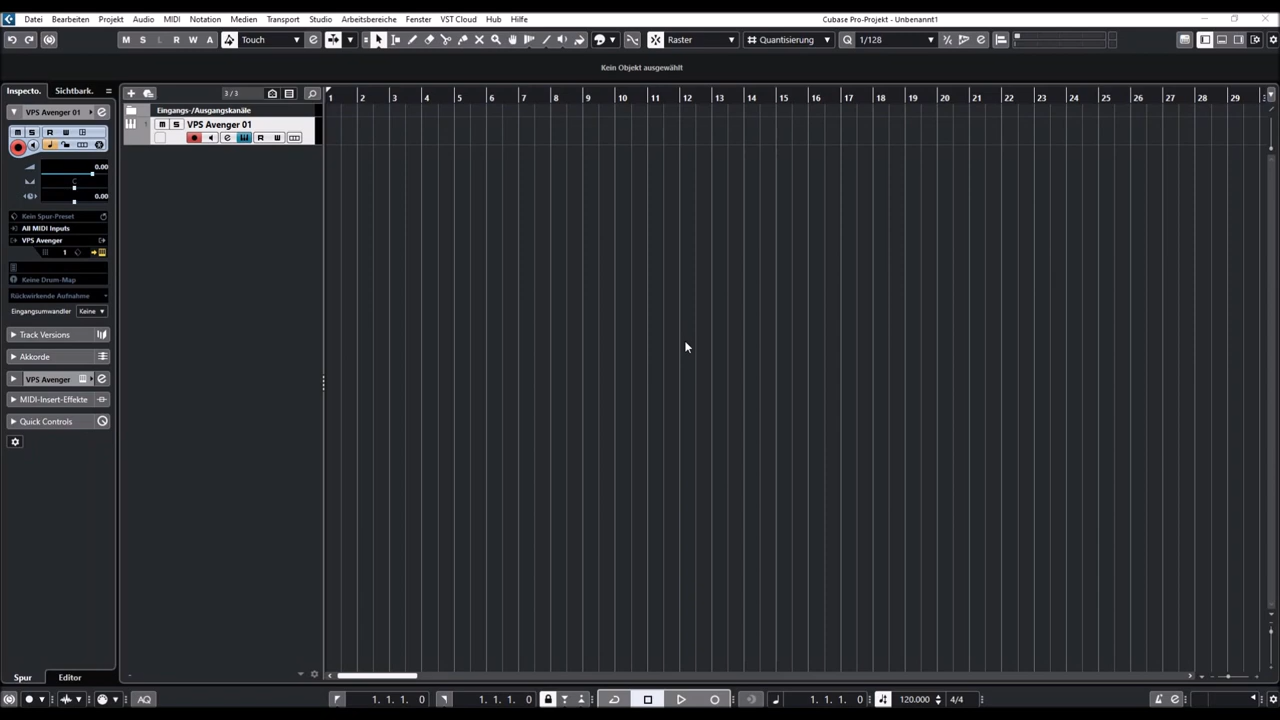 Datei Bearbeiten Projekt Audio MIDI Notation Medien Transport Studio Arbeitsbereiche Fenster VST Cloud Hub Hilfe Cubase Pro-Projekt - Unbenannt1
M S L R W A Touch Raster Quantisierung Q 1/128
Kein Objekt ausgewählt
Inspecto. Sichtbark. 3 / 3 1 2 3 4 5 6 7 8 9 10 11 12 13 14 15 16 17 18 19 20 21 22 23 24 25 26 27 28 29
VPS Avenger 01 Eingangs-/Ausgangskanäle
1 M S VPS Avenger 01
M S R W
R W
0.00
C
0.00
Kein Spur-Preset
All MIDI Inputs
VPS Avenger
1
Keine Drum-Map
Rückwirkende Aufnahme
Eingangsumwandler Keine
Track Versions
Akkorde
VPS Avenger
MIDI-Insert-Effekte
Quick Controls
Spur Editor
AQ 1. 1. 1. 0 1. 1. 1. 0 1. 1. 1. 0 120.000 4/4